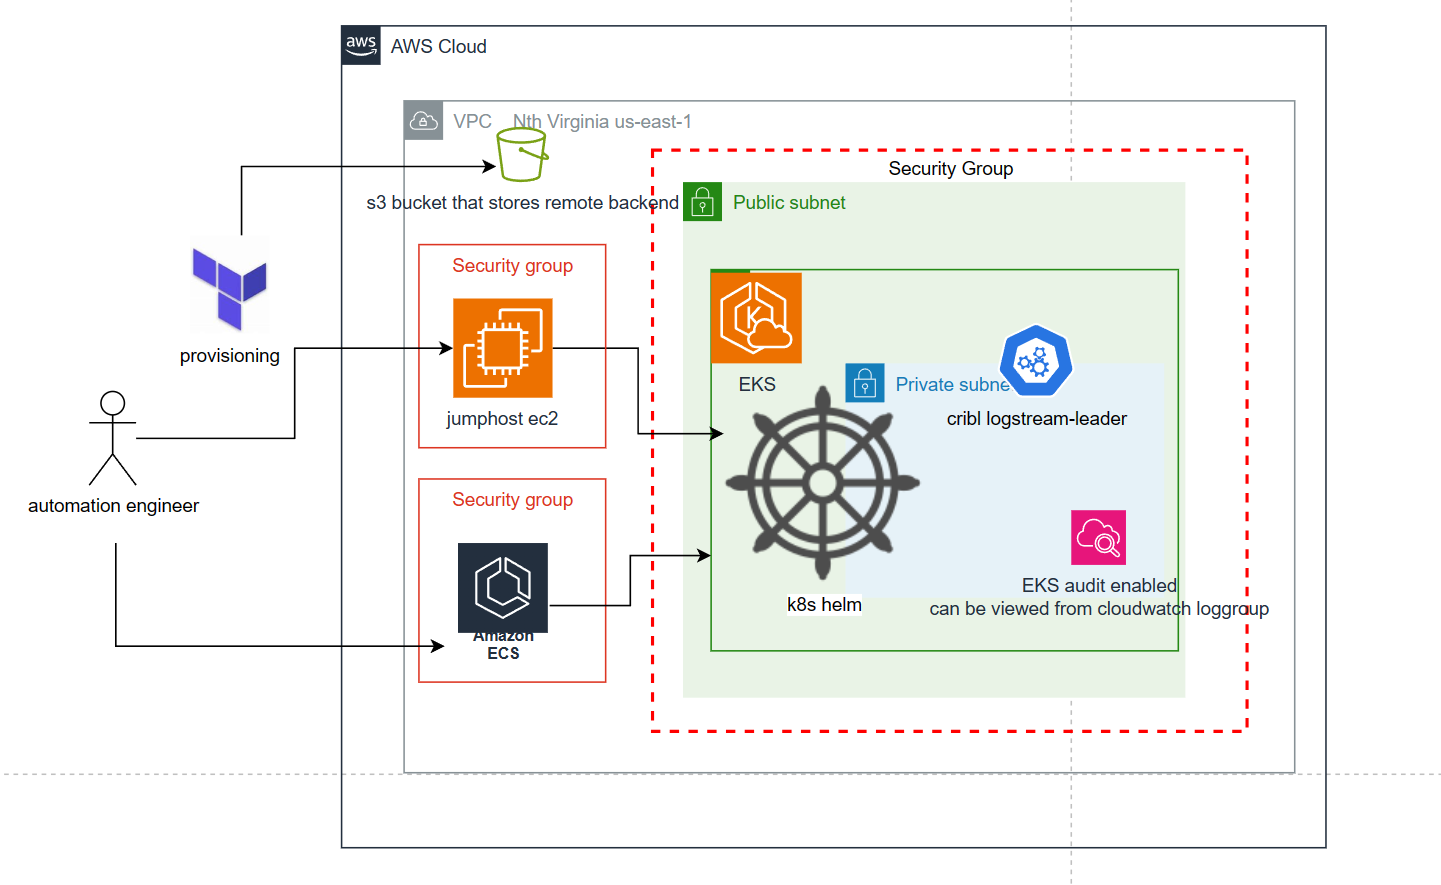 aws
AWS Cloud
VPC Nth Virginia us-east-1
Security Group
s3 bucket that stores remote backend
Public subnet
Security group
provisioning
EKS
K
Private subne
jumphost ec2
cribl logstream-leader
Security group
automation engineer
EKS audit enabled
can be viewed from cloudwatch loggroup
k8s helm
Amazon
ECS